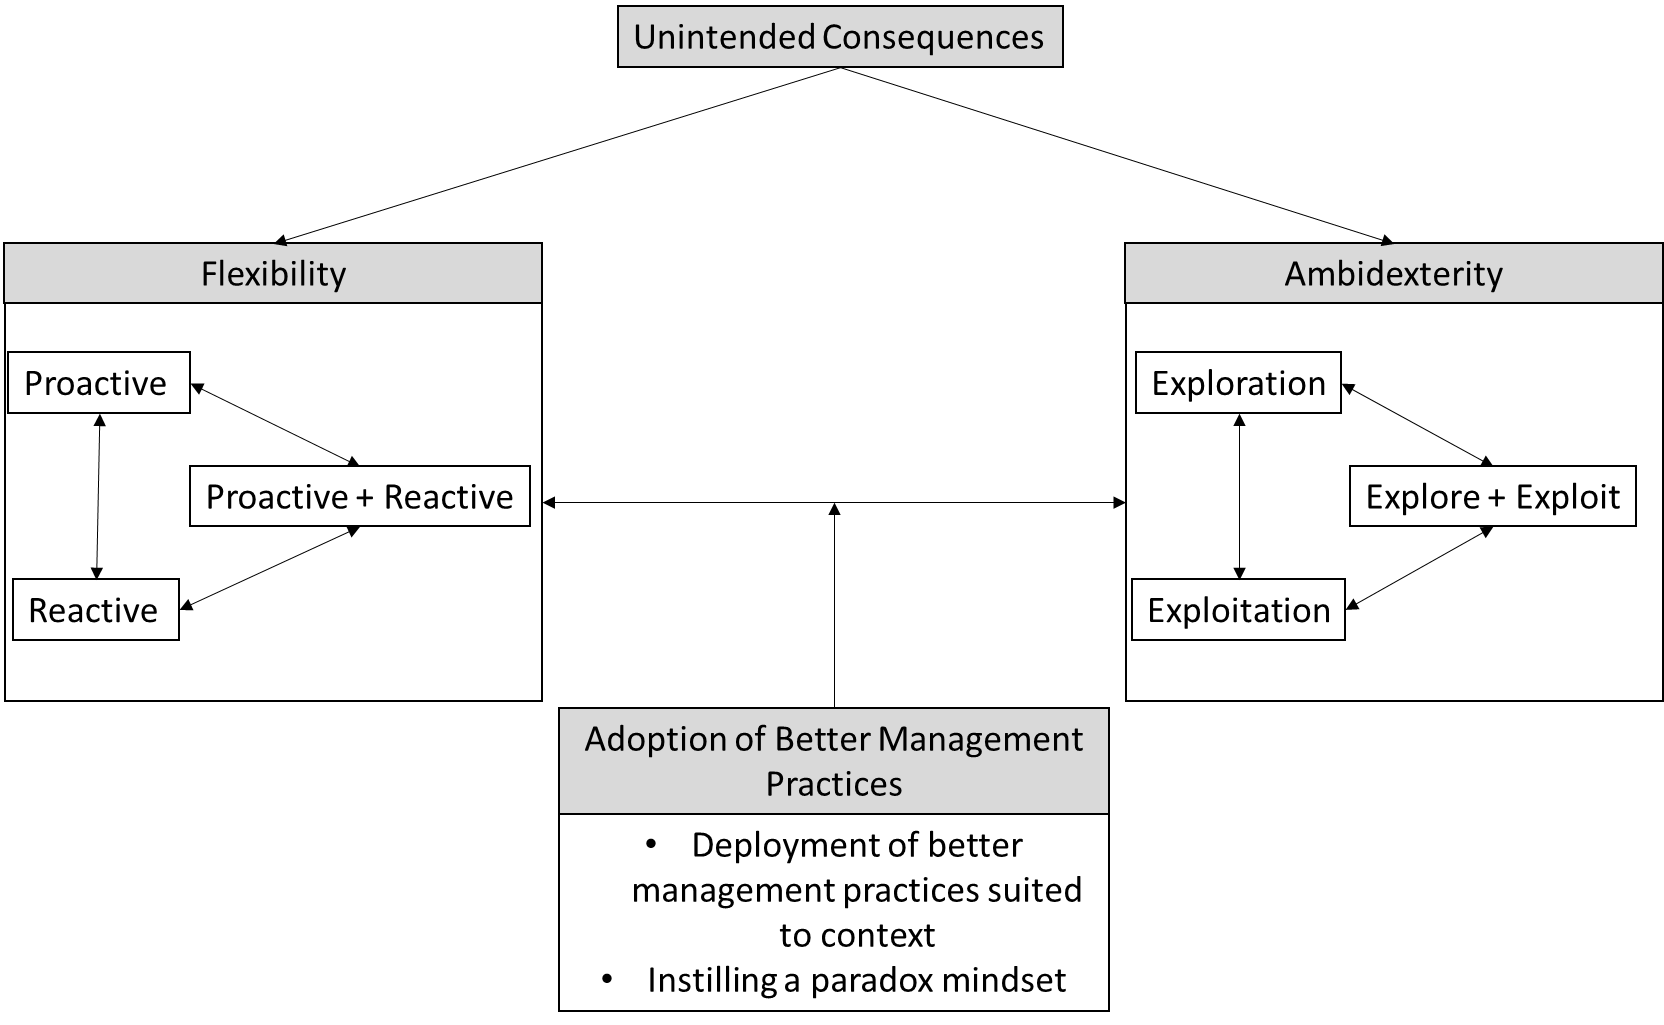 Unintended Consequences
Flexibility
Proactive
Proactive + Reactive
Reactive
Ambidexterity
Exploration
Explore + Exploit
Exploitation
Adoption of Better Management
Practices
• Deployment of better
management practices suited
to context
• Instilling a paradox mindset